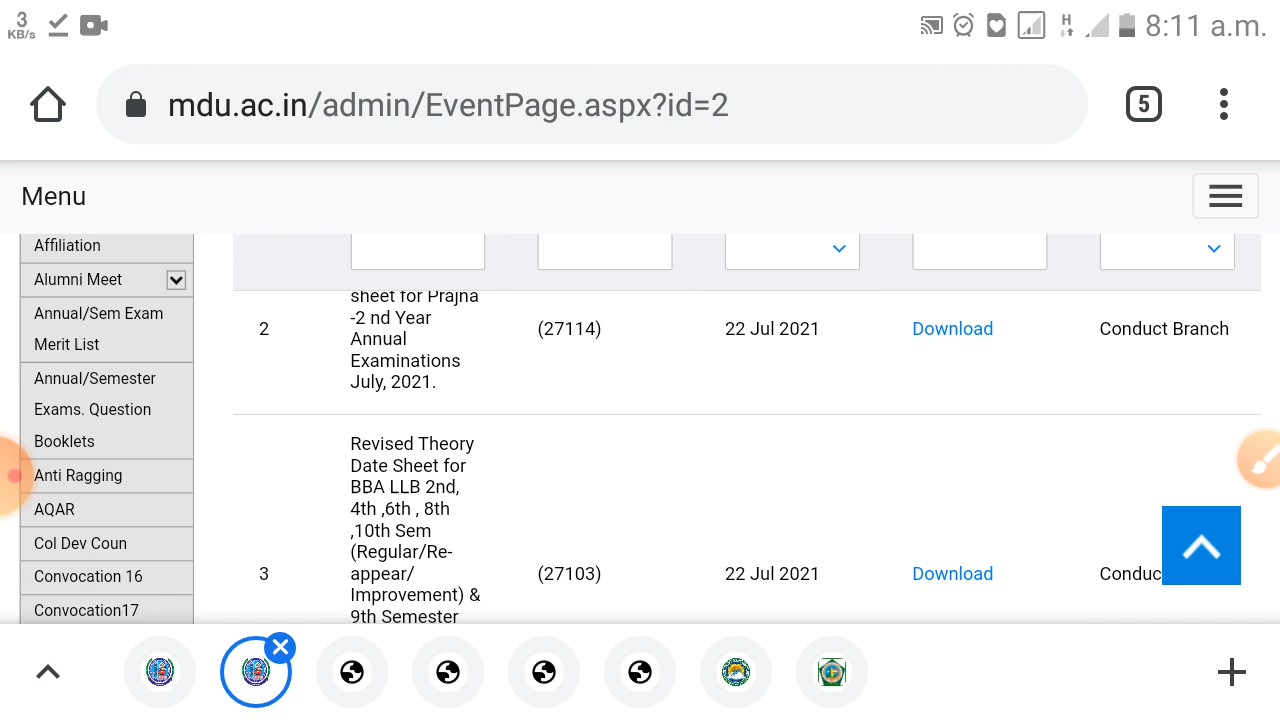 3
KB/s
H
8:11 a.m.
mdu.ac.in/admin/EventPage.aspx?id=2
5
Menu
Affiliation
Alumni Meet
Annual/Sem Exam
Merit List
Annual/Semester
Exams. Question
Booklets
Anti Ragging
AQAR
Col Dev Coun
Convocation 16
Convocation17
2
sheet for Prajna
-2 nd Year
Annual
Examinations
July, 2021.
(27114)
22 Jul 2021
Download
Conduct Branch
3
Revised Theory
Date Sheet for
BBA LLB 2nd,
4th ,6th , 8th
,10th Sem
(Regular/Re-
appear/
Improvement) &
9th Semester
(27103)
22 Jul 2021
Download
Conduc